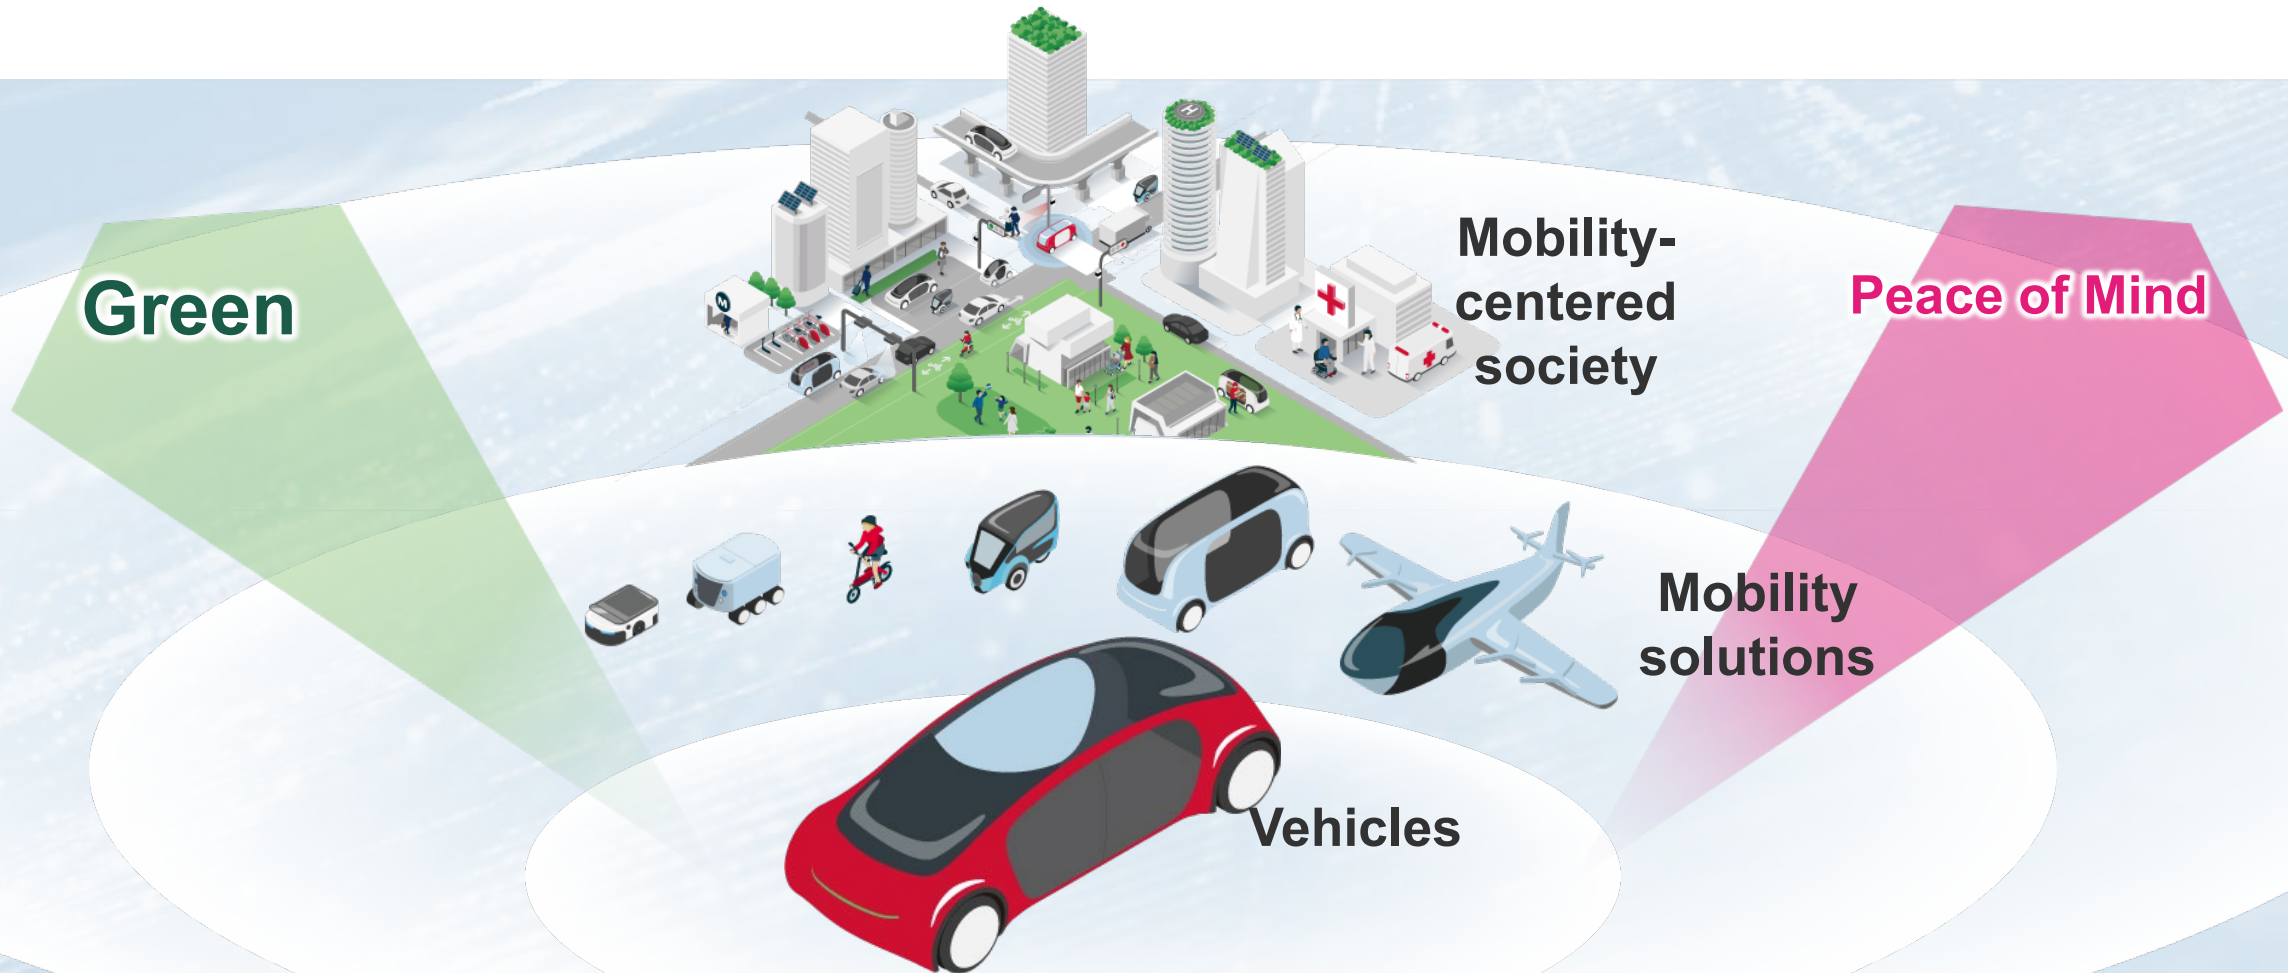 H
Mobility-
centered
society
Green
Peace of Mind
M
Mobility
solutions
Vehicles